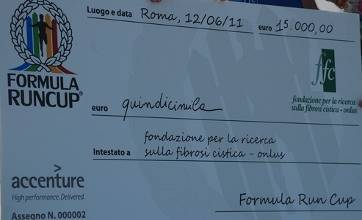 Luogo e data Roma, 12/06/11 euro 15.000,00
FORMULA
RUNCUP
ffc
fondazione per la ricerca
sulla fibrosi cistica - onlus
euro quindicimila
fondazione per la ricerca
Intestato a sulla fibrosi cistica - onlus
accenture
High performance. Delivered.
Assegno N. 000002
Formula Run Cup